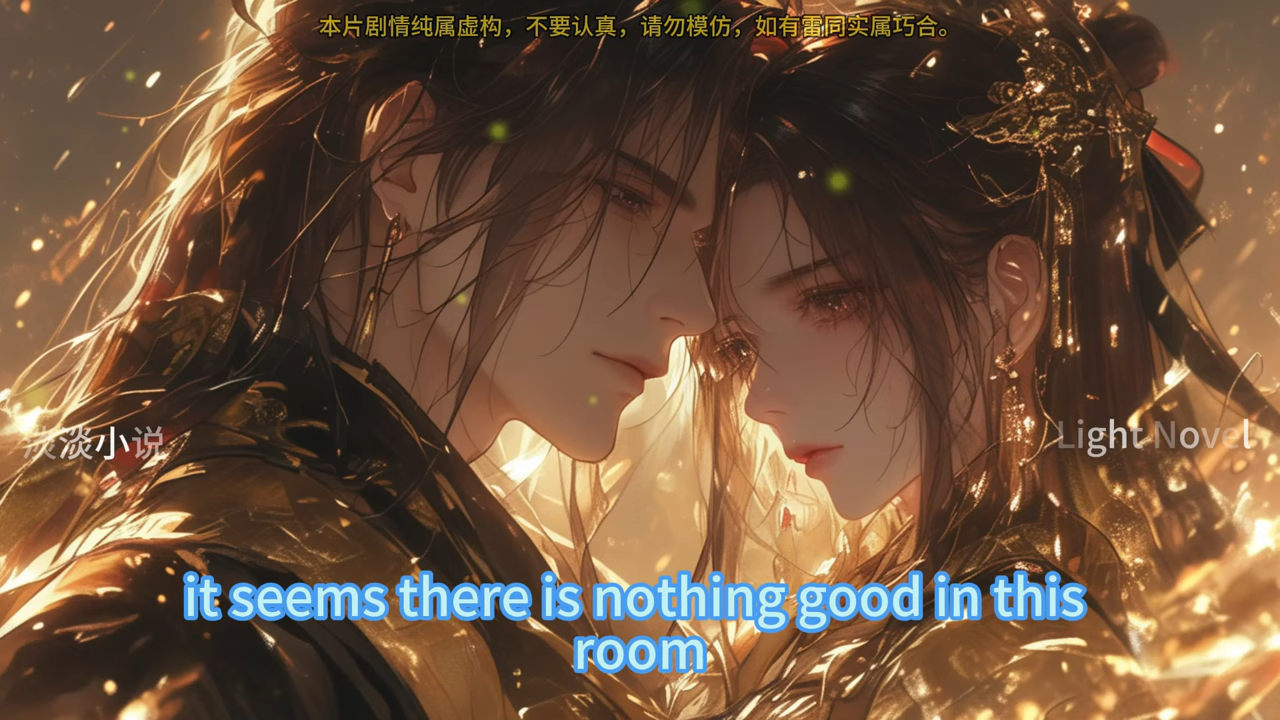 本片剧情纯属虚构，不要认真，请勿模仿，如有雷同实属巧合。
淡淡小说
Light Novel
it seems there is nothing good in this
room